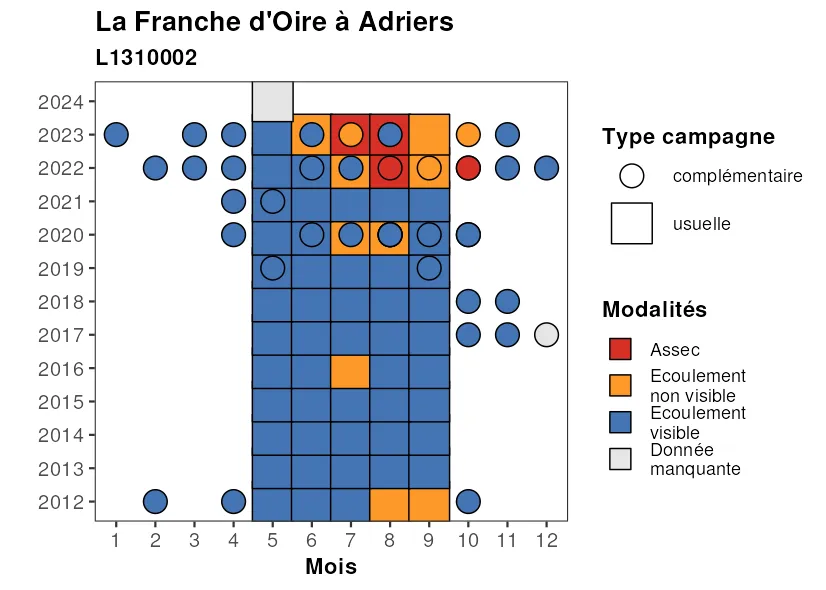 La Franche d'Oire à Adriers
L1310002
2024
2023
2022
2021
2020
2019
2018
2017
2016
2015
2014
2013
2012
1 2 3 4 5 6 7 8 9 10 11 12
Mois
Type campagne
complémentaire
usuelle
Modalités
Assec
Ecoulement
non visible
Ecoulement
visible
Donnée
manquante